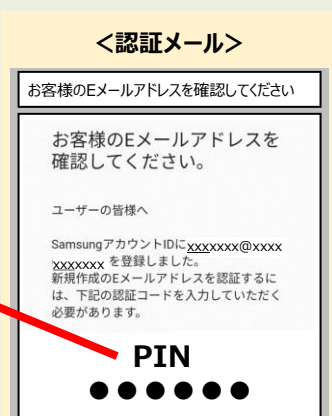 ＜認証メール＞
お客様のEメールアドレスを確認してください
お客様のEメールアドレスを
確認してください。
ユーザーの皆様へ
SamsungアカウントIDにxxxxxxx@xxxx
xxxxxxx を登録しました。
新規作成のEメールアドレスを認証するに
は、下記の認証コードを入力していただく
必要があります。
PIN
●●●●●●